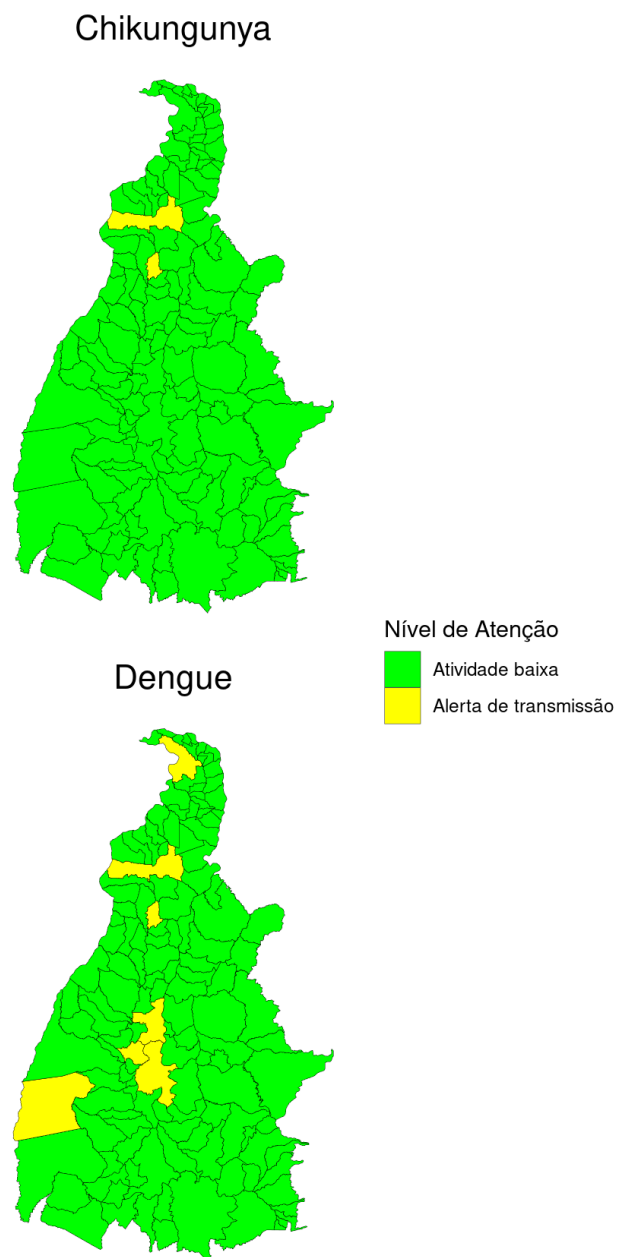 Chikungunya
Nível de Atenção
Atividade baixa
Alerta de transmissão
Dengue